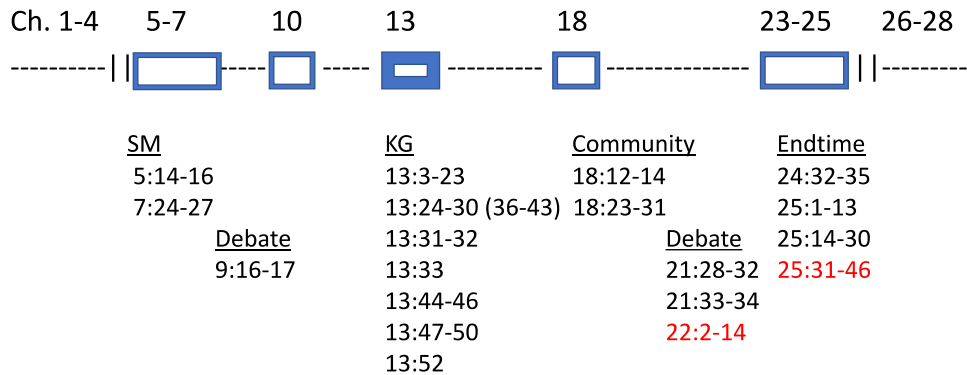 Ch. 1-4 5-7 10 13 18 23-25 26-28
SM
5:14-16
7:24-27
Debate
9:16-17
KG
13:3-23
13:24-30 (36-43)
13:31-32
13:33
13:44-46
13:47-50
13:52
Community
18:12-14
18:23-31
Debate
21:28-32
21:33-34
22:2-14
Endtime
24:32-35
25:1-13
25:14-30
25:31-46